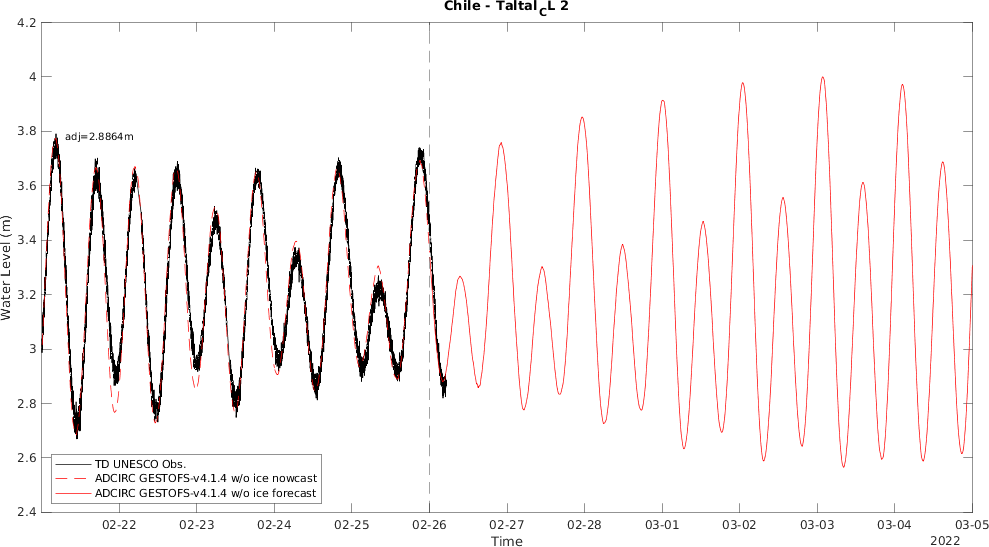 Chile - Taltal_CL 2
4.2
4
3.8
3.6
3.4
3.2
3
2.8
2.6
2.4
Water Level (m)
adj=2.8864m
TD UNESCO Obs.
ADCIRC GESTOFS-v4.1.4 w/o ice nowcast
ADCIRC GESTOFS-v4.1.4 w/o ice forecast
02-22 02-23 02-24 02-25 02-26 02-27 02-28 03-01 03-02 03-03 03-04 03-05
Time
2022